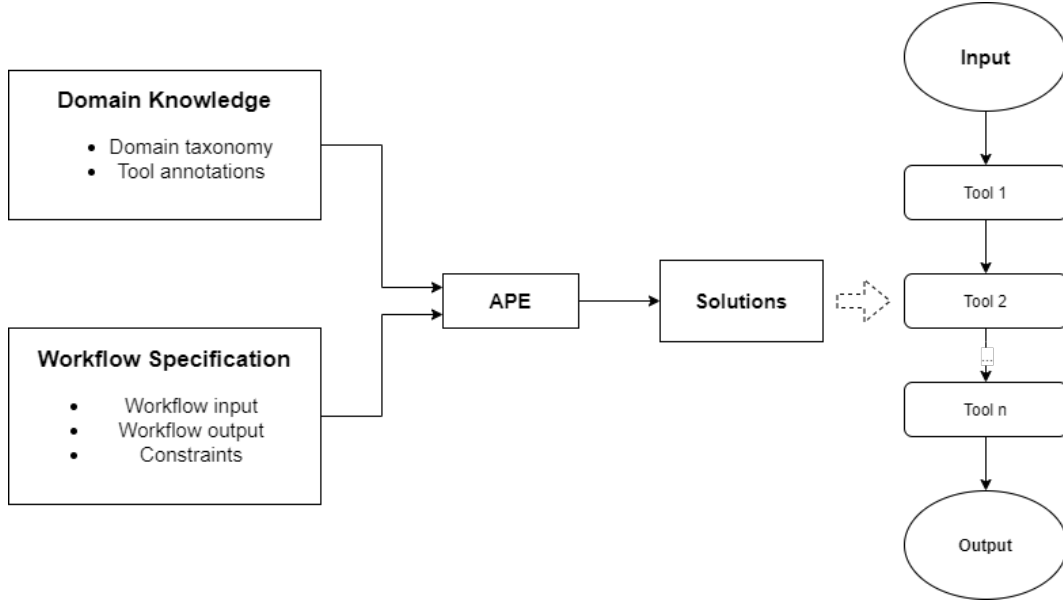 Domain Knowledge
• Domain taxonomy
• Tool annotations
Workflow Specification
• Workflow input
• Workflow output
• Constraints
APE
Solutions
Input
Tool 1
Tool 2
...
Tool n
Output